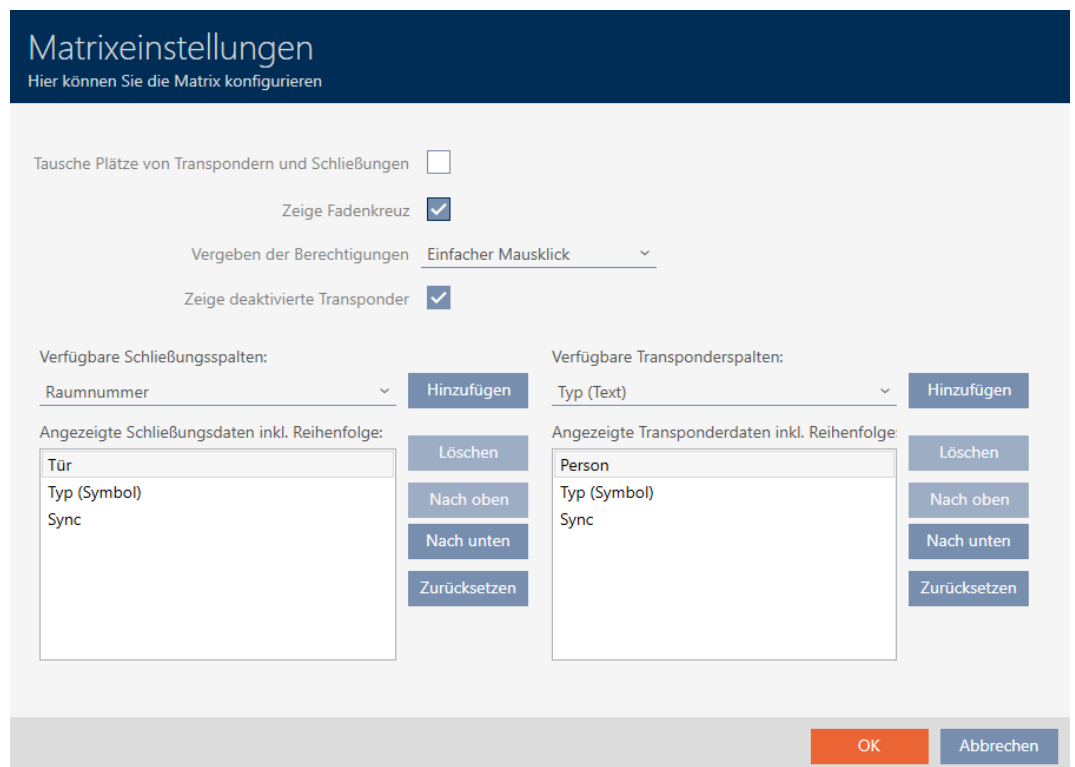 Matrixeinstellungen
Hier können Sie die Matrix konfigurieren
Tausche Plätze von Transpondern und Schließungen
Zeige Fadenkreuz
Vergeben der Berechtigungen Einfacher Mausklick
Zeige deaktivierte Transponder
Verfügbare Schließungsspalten:
Raumnummer
Hinzufügen
Angezeigte Schließungsdaten inkl. Reihenfolge:
Tür
Typ (Symbol)
Sync
Löschen
Nach oben
Nach unten
Zurücksetzen
Verfügbare Transponderspalten:
Typ (Text)
Hinzufügen
Angezeigte Transponderdaten inkl. Reihenfolge:
Person
Typ (Symbol)
Sync
Löschen
Nach oben
Nach unten
Zurücksetzen
OK
Abbrechen